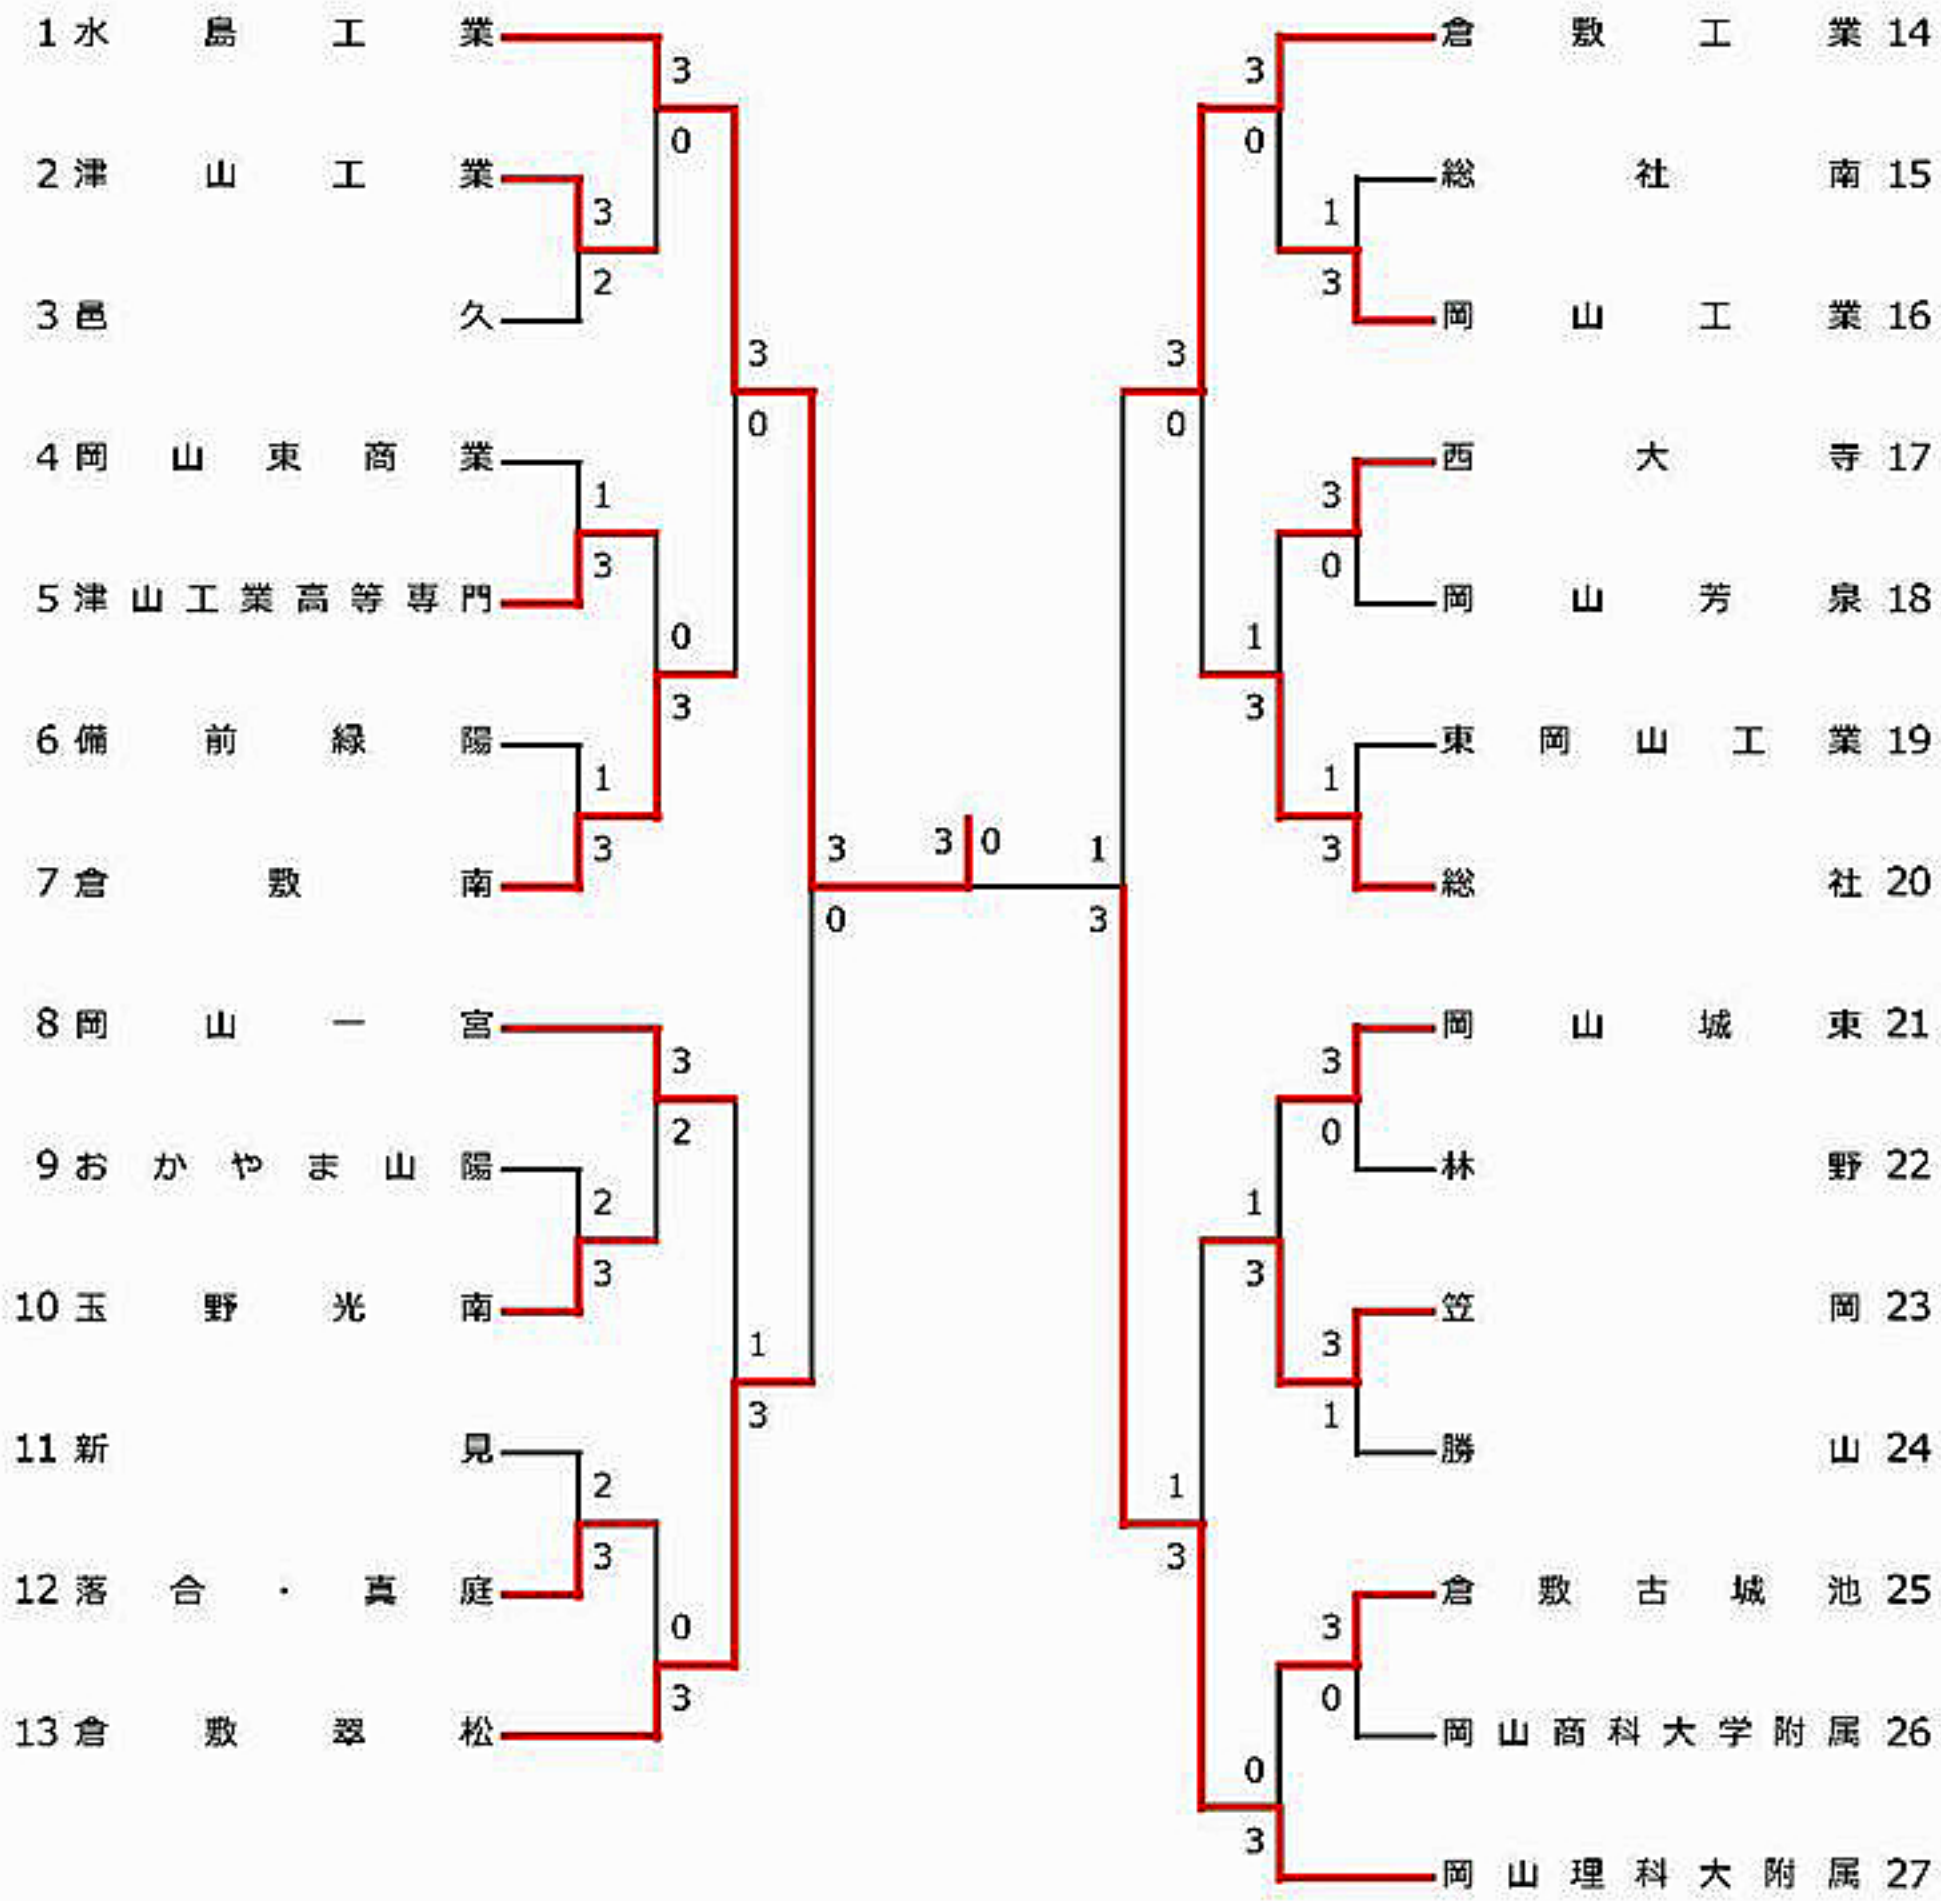 1 水島工業
3
0
2 津山工業
3
2
3 邑久
3
0
4 岡山東商業
1
3
5 津山工業高等専門
0
3
6 備前緑陽
1
3
7 倉敷南
3
0
8 岡山一宮
3
2
9 おかやま山陽
2
3
10 玉野光南
1
3
11 新見
2
3
12 落合・真庭
0
3
13 倉敷翠松
3 0
倉敷工業 14
3
0
総社南 15
1
3
岡山工業 16
3
0
西大寺 17
3
0
岡山芳泉 18
1
3
東岡山工業 19
1
3
総社 20
1
3
岡山城東 21
3
0
林野 22
1
3
笠岡 23
3
1
勝山 24
1
3
倉敷古城池 25
3
0
岡山商科大学附属 26
0
3
岡山理科大附属 27